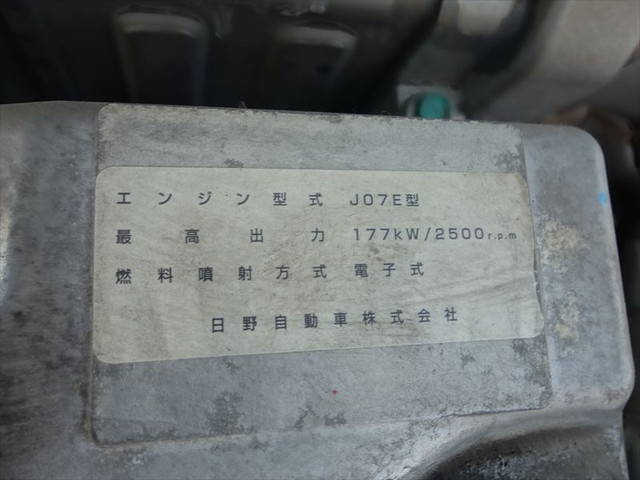 エンジン型式 J07E型
最高出力 177kW/2500r.p.m
燃料噴射方式 電子式
日野自動車株式会社